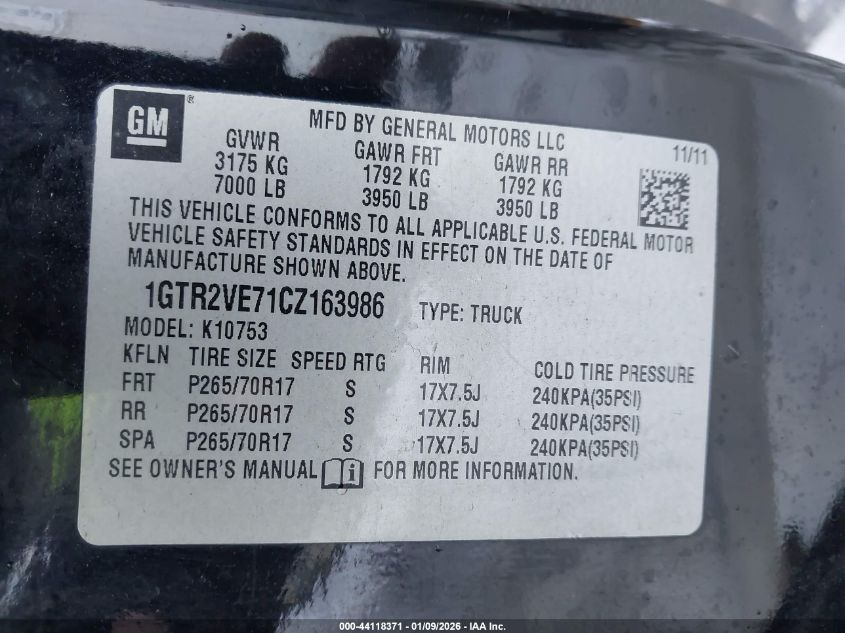 GM ®
MFD BY GENERAL MOTORS LLC 11/11
GVWR GAWR FRT GAWR RR
3175 KG 1792 KG 1792 KG
7000 LB 3950 LB 3950 LB
THIS VEHICLE CONFORMS TO ALL APPLICABLE U.S. FEDERAL MOTOR
VEHICLE SAFETY STANDARDS IN EFFECT ON THE DATE OF
MANUFACTURE SHOWN ABOVE.
1GTR2VE71CZ163986 TYPE: TRUCK
MODEL: K10753
KFLN TIRE SIZE SPEED RTG RIM COLD TIRE PRESSURE
FRT P265/70R17 S 17X7.5J 240KPA(35PSI)
RR P265/70R17 S 17X7.5J 240KPA(35PSI)
SPA P265/70R17 S 17X7.5J 240KPA(35PSI)
SEE OWNER'S MANUAL i FOR MORE INFORMATION.
000-44118371 | 01/09/2026 - IAA Inc.